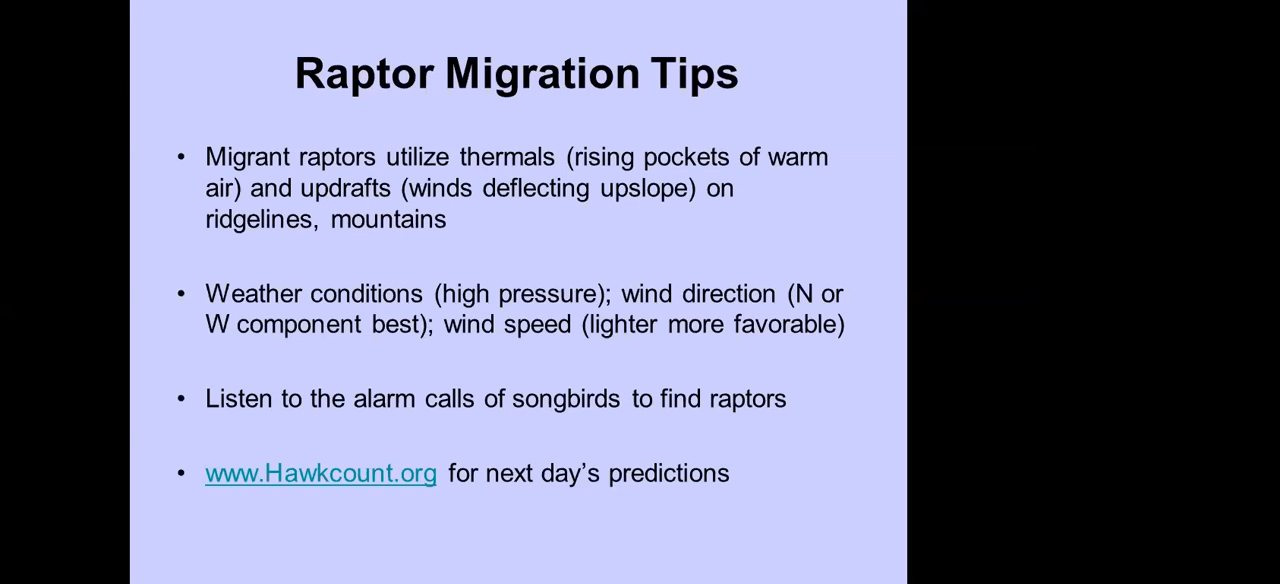 Raptor Migration Tips
• Migrant raptors utilize thermals (rising pockets of warm
air) and updrafts (winds deflecting upslope) on
ridgelines, mountains
• Weather conditions (high pressure); wind direction (N or
W component best); wind speed (lighter more favorable)
• Listen to the alarm calls of songbirds to find raptors
• www.Hawkcount.org for next day’s predictions